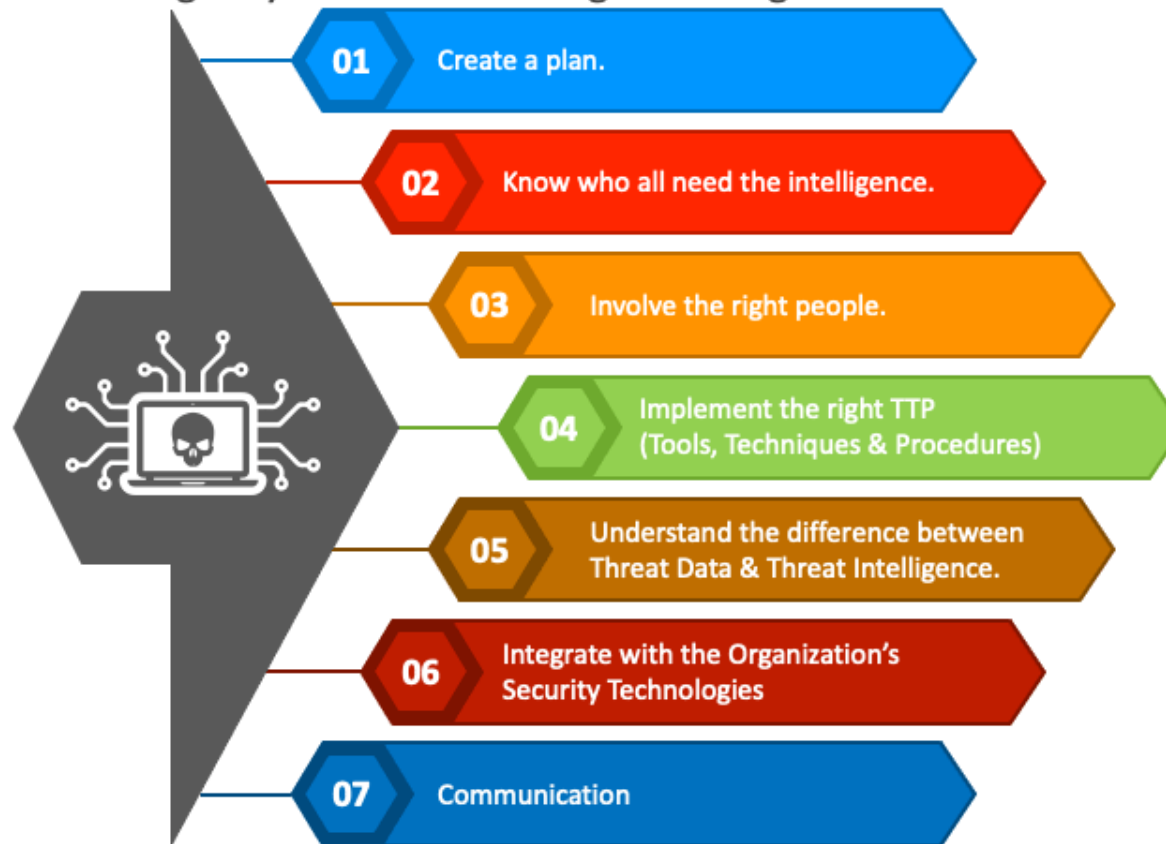 01
Create a plan.
02
Know who all need the intelligence.
03
Involve the right people.
04
Implement the right TTP
(Tools, Techniques & Procedures)
05
Understand the difference between
Threat Data & Threat Intelligence.
06
Integrate with the Organization’s
Security Technologies
07
Communication